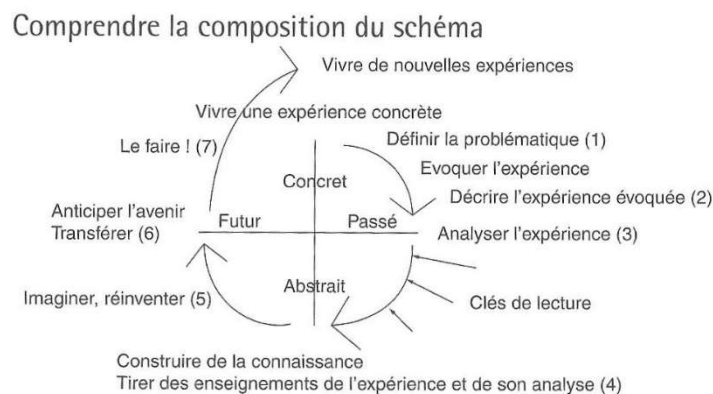 Comprendre la composition du schéma
Vivre de nouvelles expériences
Vivre une expérience concrète
Le faire ! (7)
Définir la problématique (1)
Evoquer l'expérience
Concret
Décrire l'expérience évoquée (2)
Anticiper l'avenir
Transférer (6)
Futur
Passé
Analyser l'expérience (3)
Abstrait
Imaginer, réinventer (5)
Clés de lecture
Construire de la connaissance
Tirer des enseignements de l'expérience et de son analyse (4)